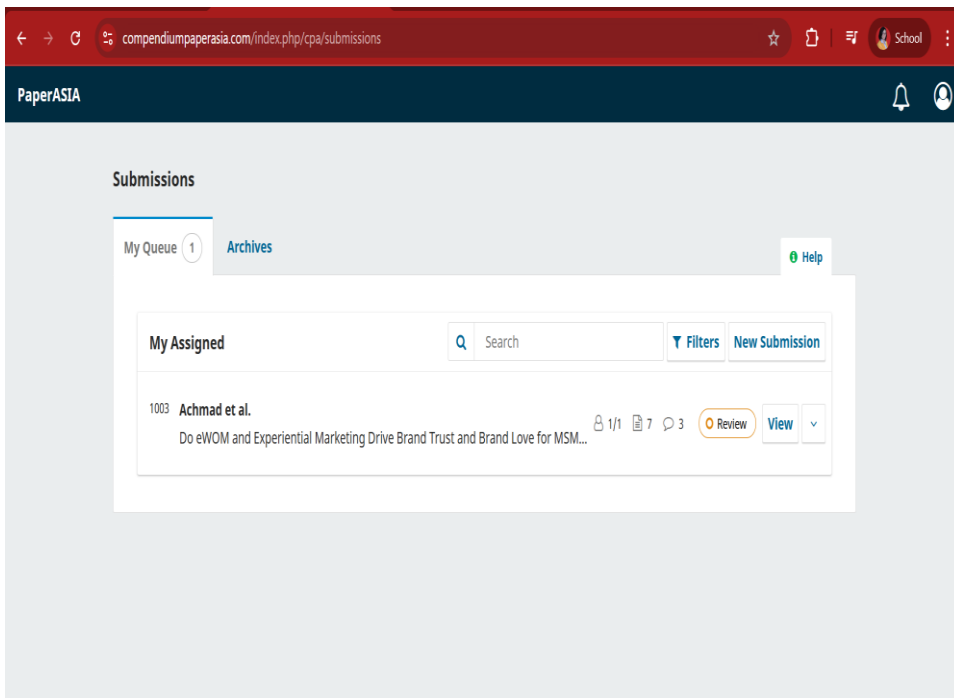 compendiumpaperasia.com/index.php/cpa/submissions
School
PaperASIA
Submissions
My Queue 1
Archives
Help
My Assigned
Search
Filters
New Submission
1003 Achmad et al.
Do eWOM and Experiential Marketing Drive Brand Trust and Brand Love for MSM...
1/1 7 3
Review
View